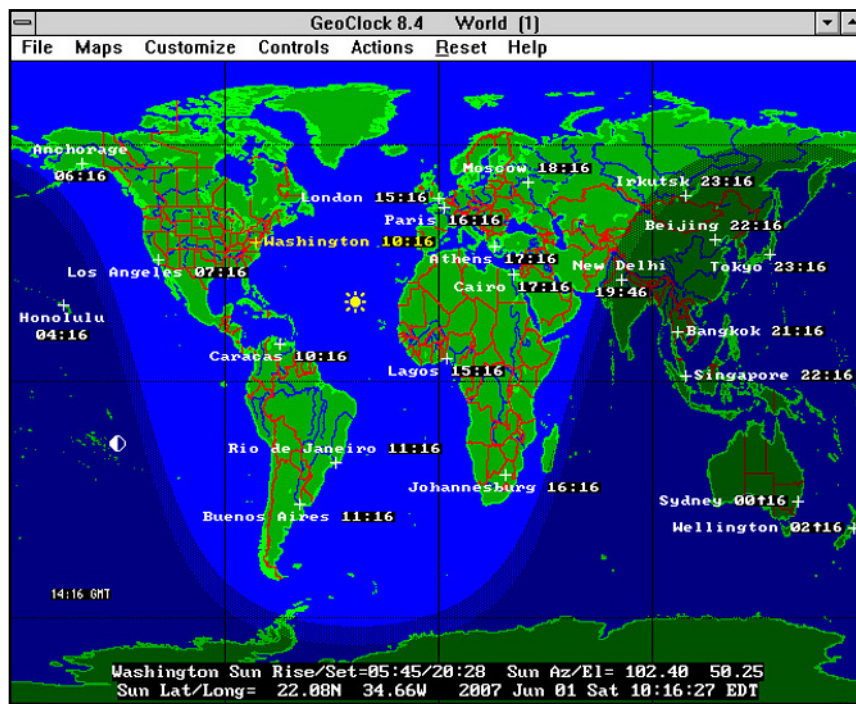 GeoClock 8.4 World (1)
File Maps Customize Controls Actions Reset Help
Anchorage
06:16
Moscow 18:16
Irkutsk 23:16
London 15:16
Paris 16:16
Beijing 22:16
Washington 10:16
Athens 17:16
New Delhi
19:46
Tokyo 23:16
Los Angeles 07:16
Cairo 17:16
Honolulu
04:16
Caracas 10:16
Bangkok 21:16
Lagos 15:16
Singapore 22:16
Rio de Janeiro 11:16
Johannesburg 16:16
Sydney 00↑16
Buenos Aires 11:16
Wellington 02↑16
14:16 GMT
Washington Sun Rise/Set=05:45/20:28 Sun Az/El= 102.40 50.25
Sun Lat/Long= 22.08N 34.66W 2007 Jun 01 Sat 10:16:27 EDT